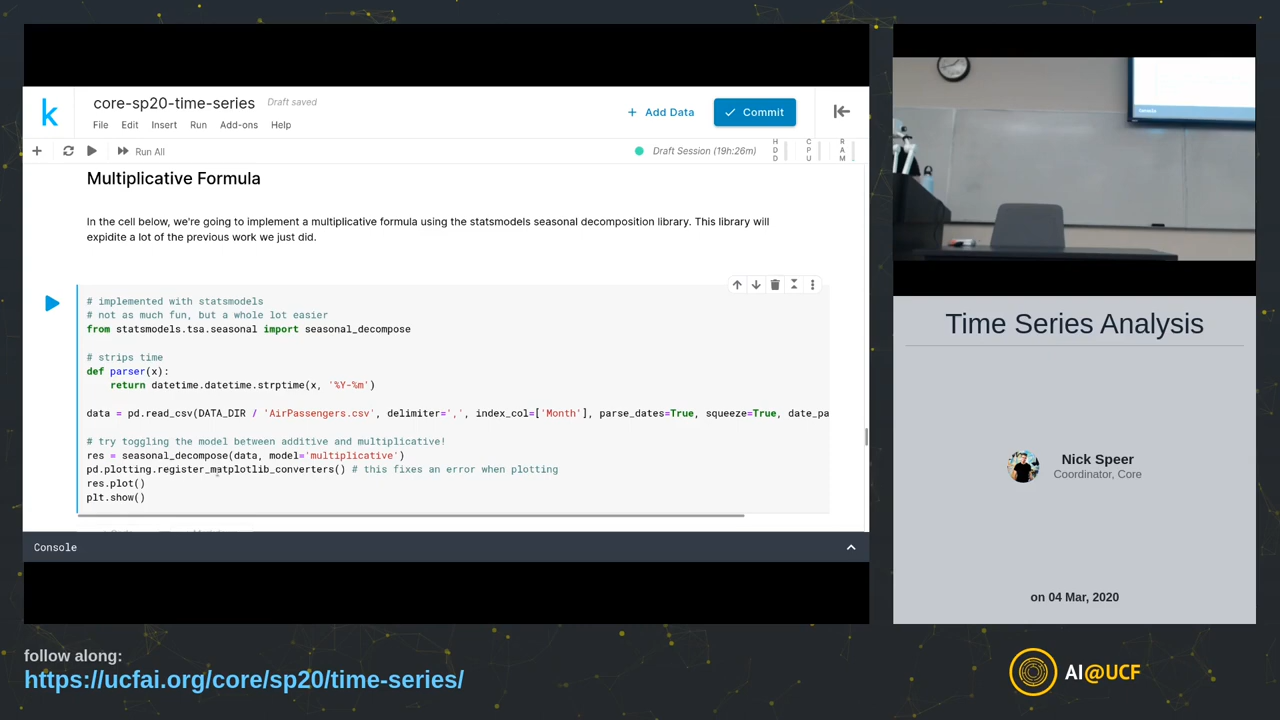 core-sp20-time-series Draft saved
File Edit Insert Run Add-ons Help
+ Add Data
Commit
Run All
Draft Session (19h:26m)
HDD
CPU
RAM
Multiplicative Formula
In the cell below, we're going to implement a multiplicative formula using the statsmodels seasonal decomposition library. This library will
expidite a lot of the previous work we just did.
# implemented with statsmodels
# not as much fun, but a whole lot easier
from statsmodels.tsa.seasonal import seasonal_decompose
# strips time
def parser(x):
    return datetime.datetime.strptime(x, '%Y-%m')
data = pd.read_csv(DATA_DIR / 'AirPassengers.csv', delimiter=',', index_col=['Month'], parse_dates=True, squeeze=True, date_pa
# try toggling the model between additive and multiplicative!
res = seasonal_decompose(data, model='multiplicative')
pd.plotting.register_matplotlib_converters() # this fixes an error when plotting
res.plot()
plt.show()
Console
Time Series Analysis
Nick Speer
Coordinator, Core
on 04 Mar, 2020
follow along:
https://ucfai.org/core/sp20/time-series/
AI@UCF